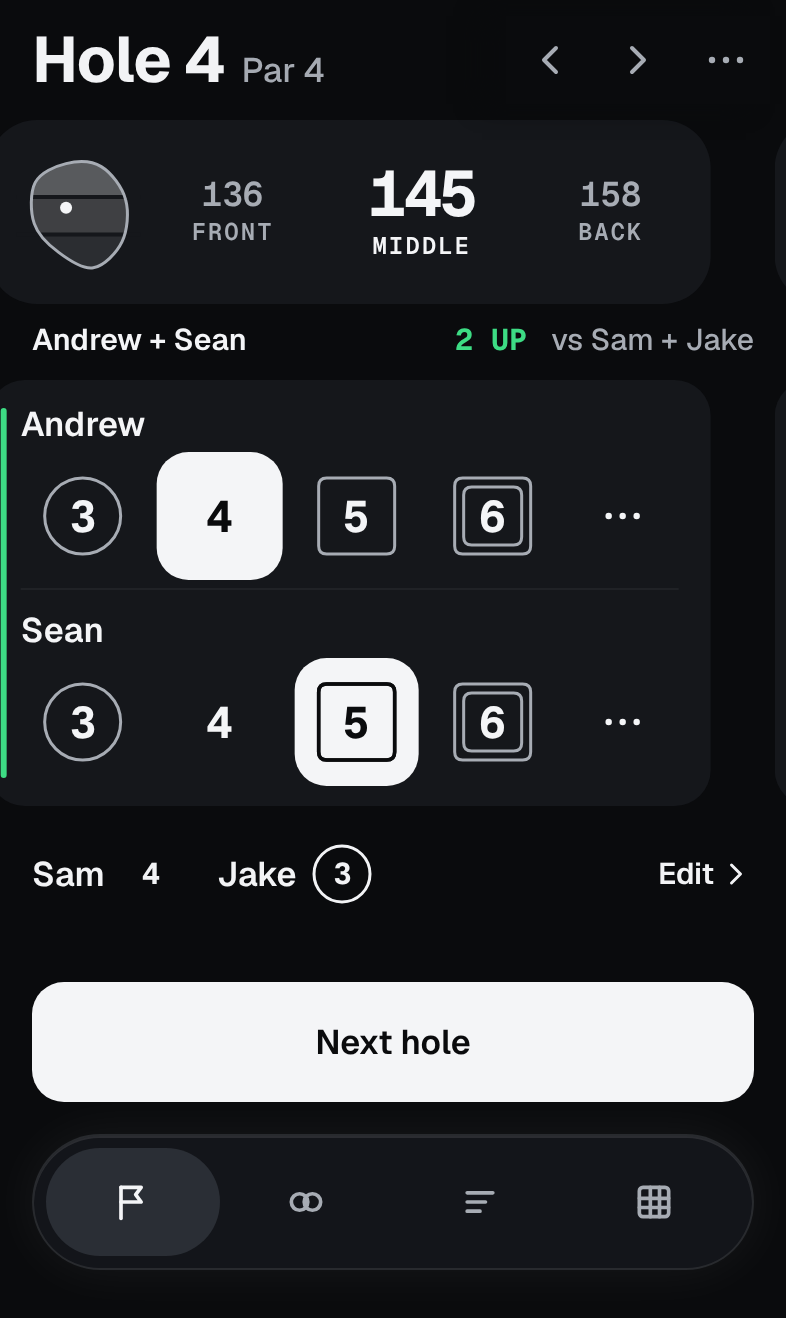 Hole 4 Par 4
136 145 158
FRONT MIDDLE BACK
Andrew + Sean 2 UP vs Sam + Jake
Andrew
3 4 5 6 ...
Sean
3 4 5 6 ...
Sam 4 Jake 3 Edit
Next hole